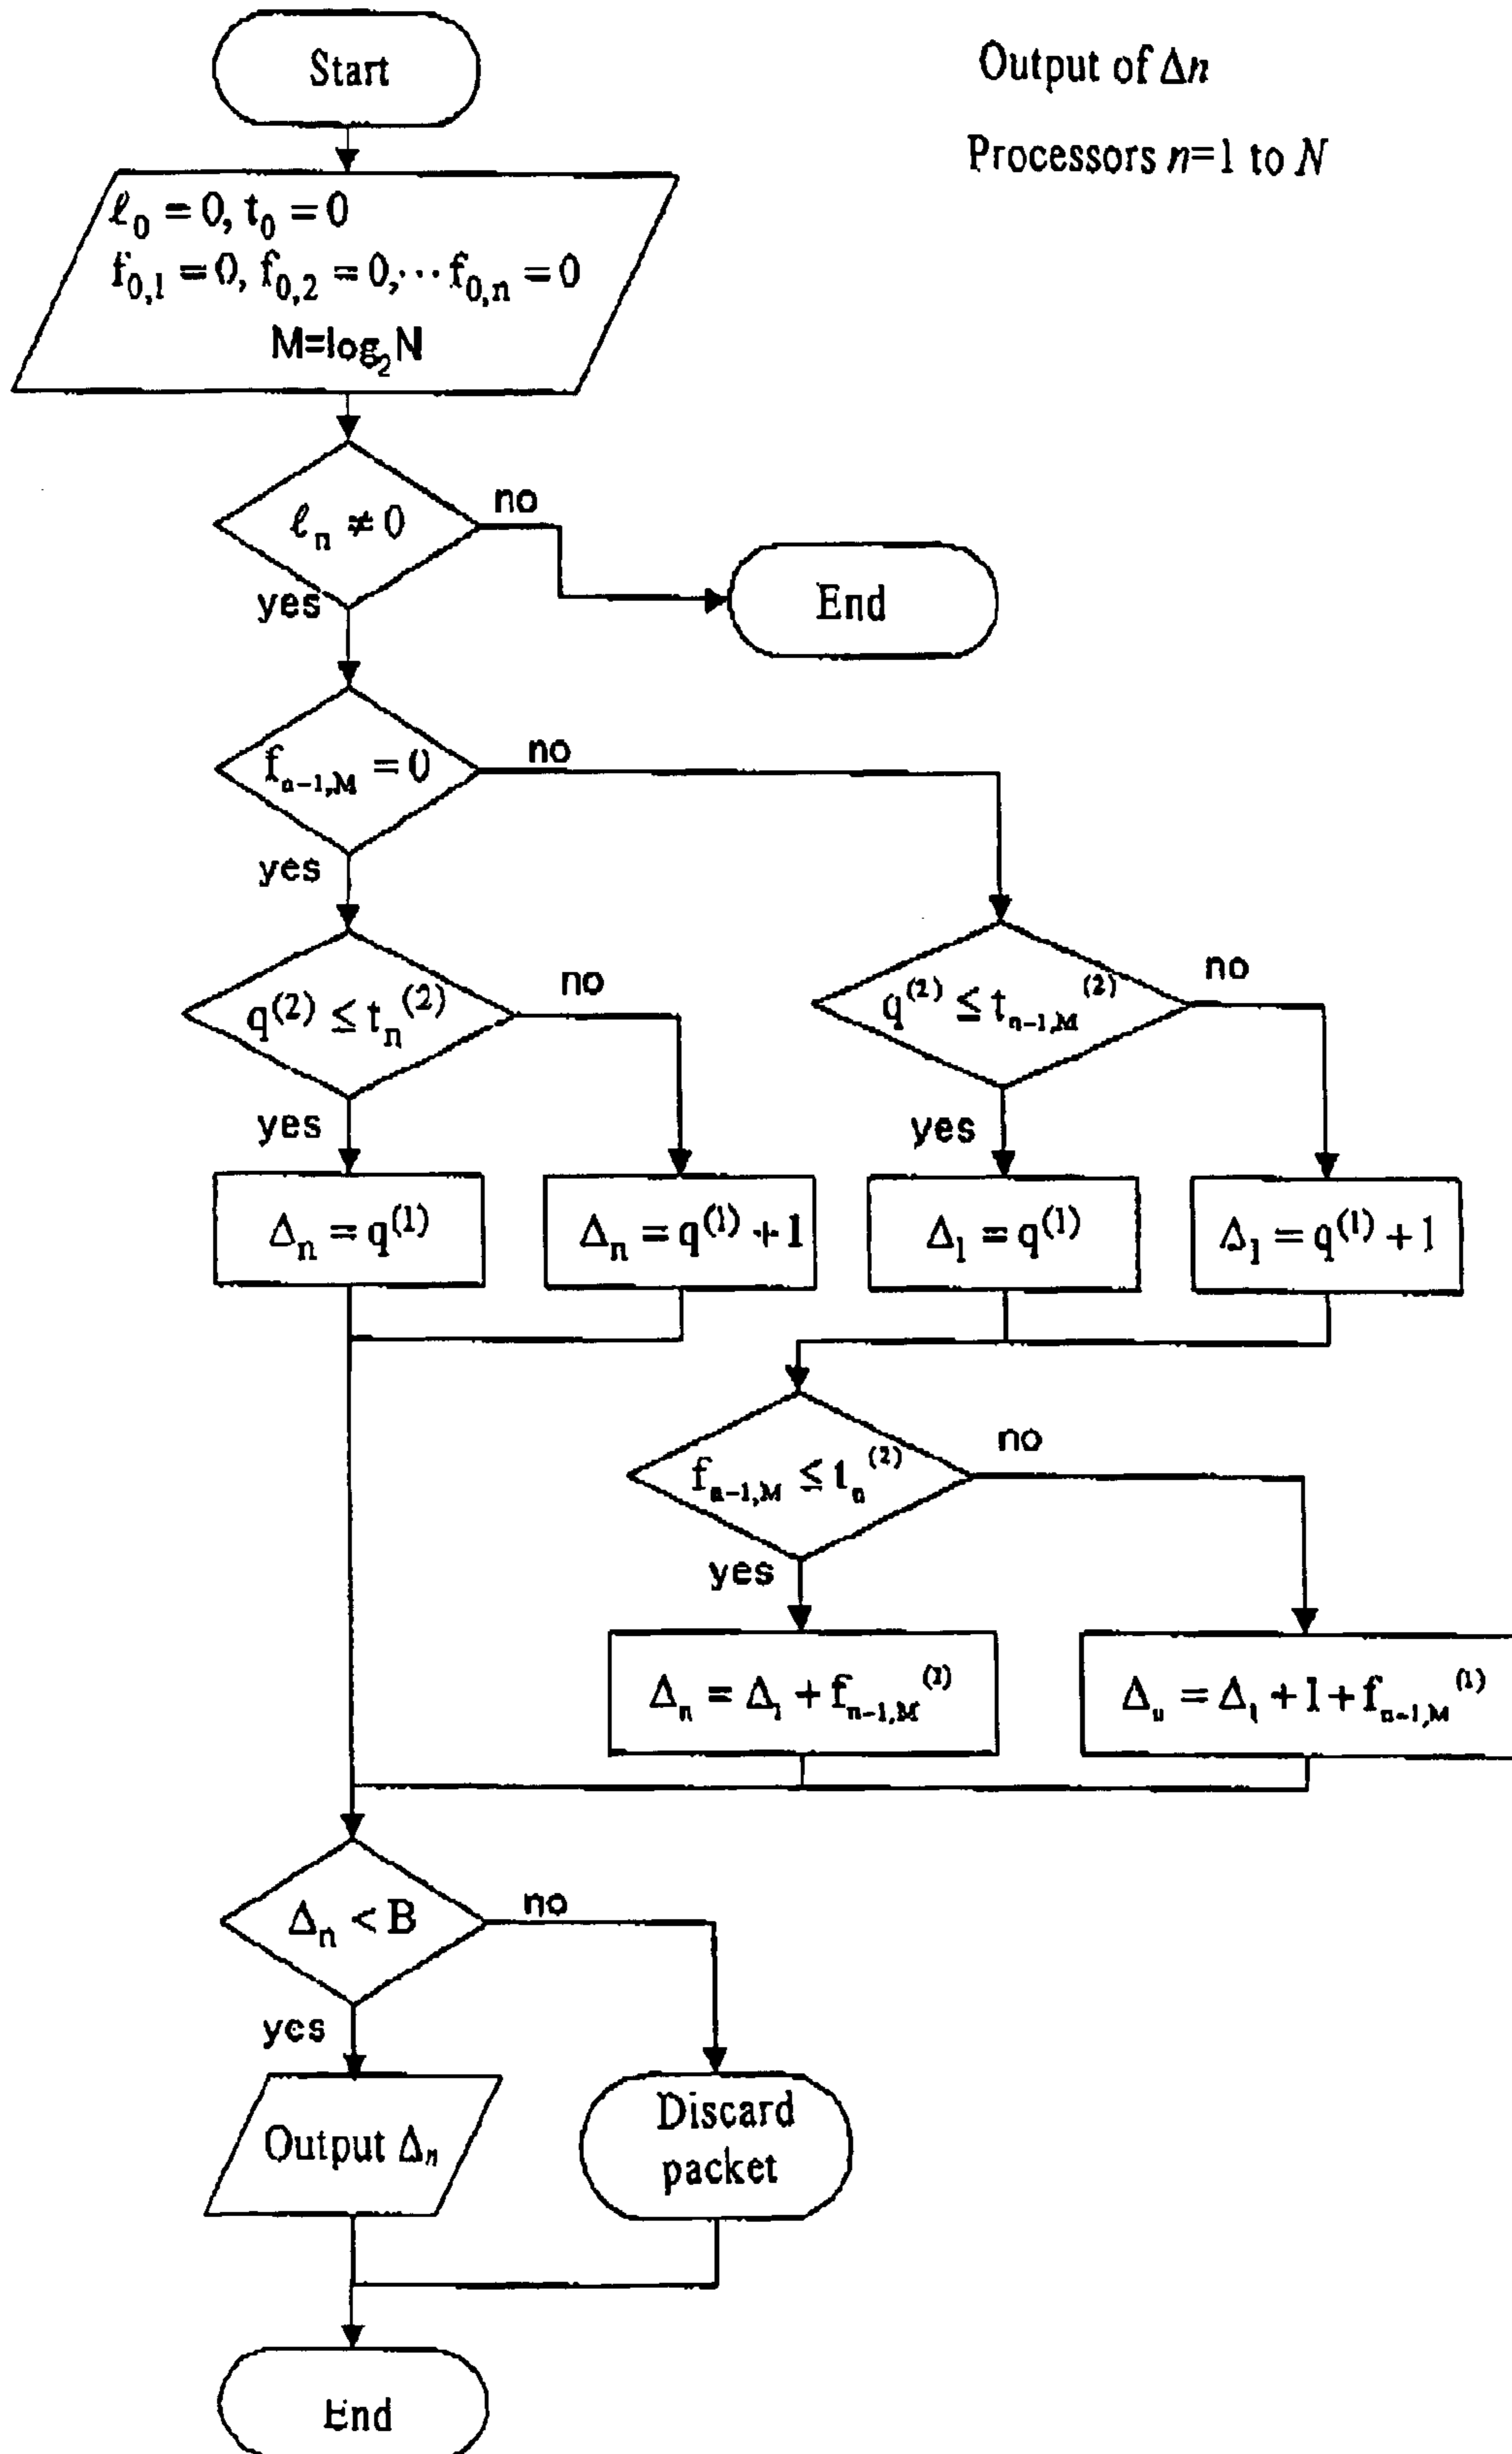 Start
Output of Δn
Processors n=1 to N
ℓ₀ = 0, t₀ = 0
f₀,₁ = 0, f₀,₂ = 0,⋯ f₀,ₙ = 0
M=log₂N
ℓₙ ≠ 0
no
yes
End
fₙ₋₁,M = 0
no
yes
q⁽²⁾ ≤ tₙ⁽²⁾
no
yes
q⁽²⁾ ≤ tₙ₋₁,M⁽²⁾
no
yes
Δₙ = q⁽¹⁾
Δₙ = q⁽¹⁾ + 1
Δ₁ = q⁽¹⁾
Δ₁ = q⁽¹⁾ + 1
fₙ₋₁,M ≤ tₙ⁽²⁾
no
yes
Δₙ = Δ₁ + fₙ₋₁,M⁽¹⁾
Δₙ = Δ₁ + 1 + fₙ₋₁,M⁽¹⁾
Δₙ < B
no
yes
Output Δₙ
Discard
packet
End